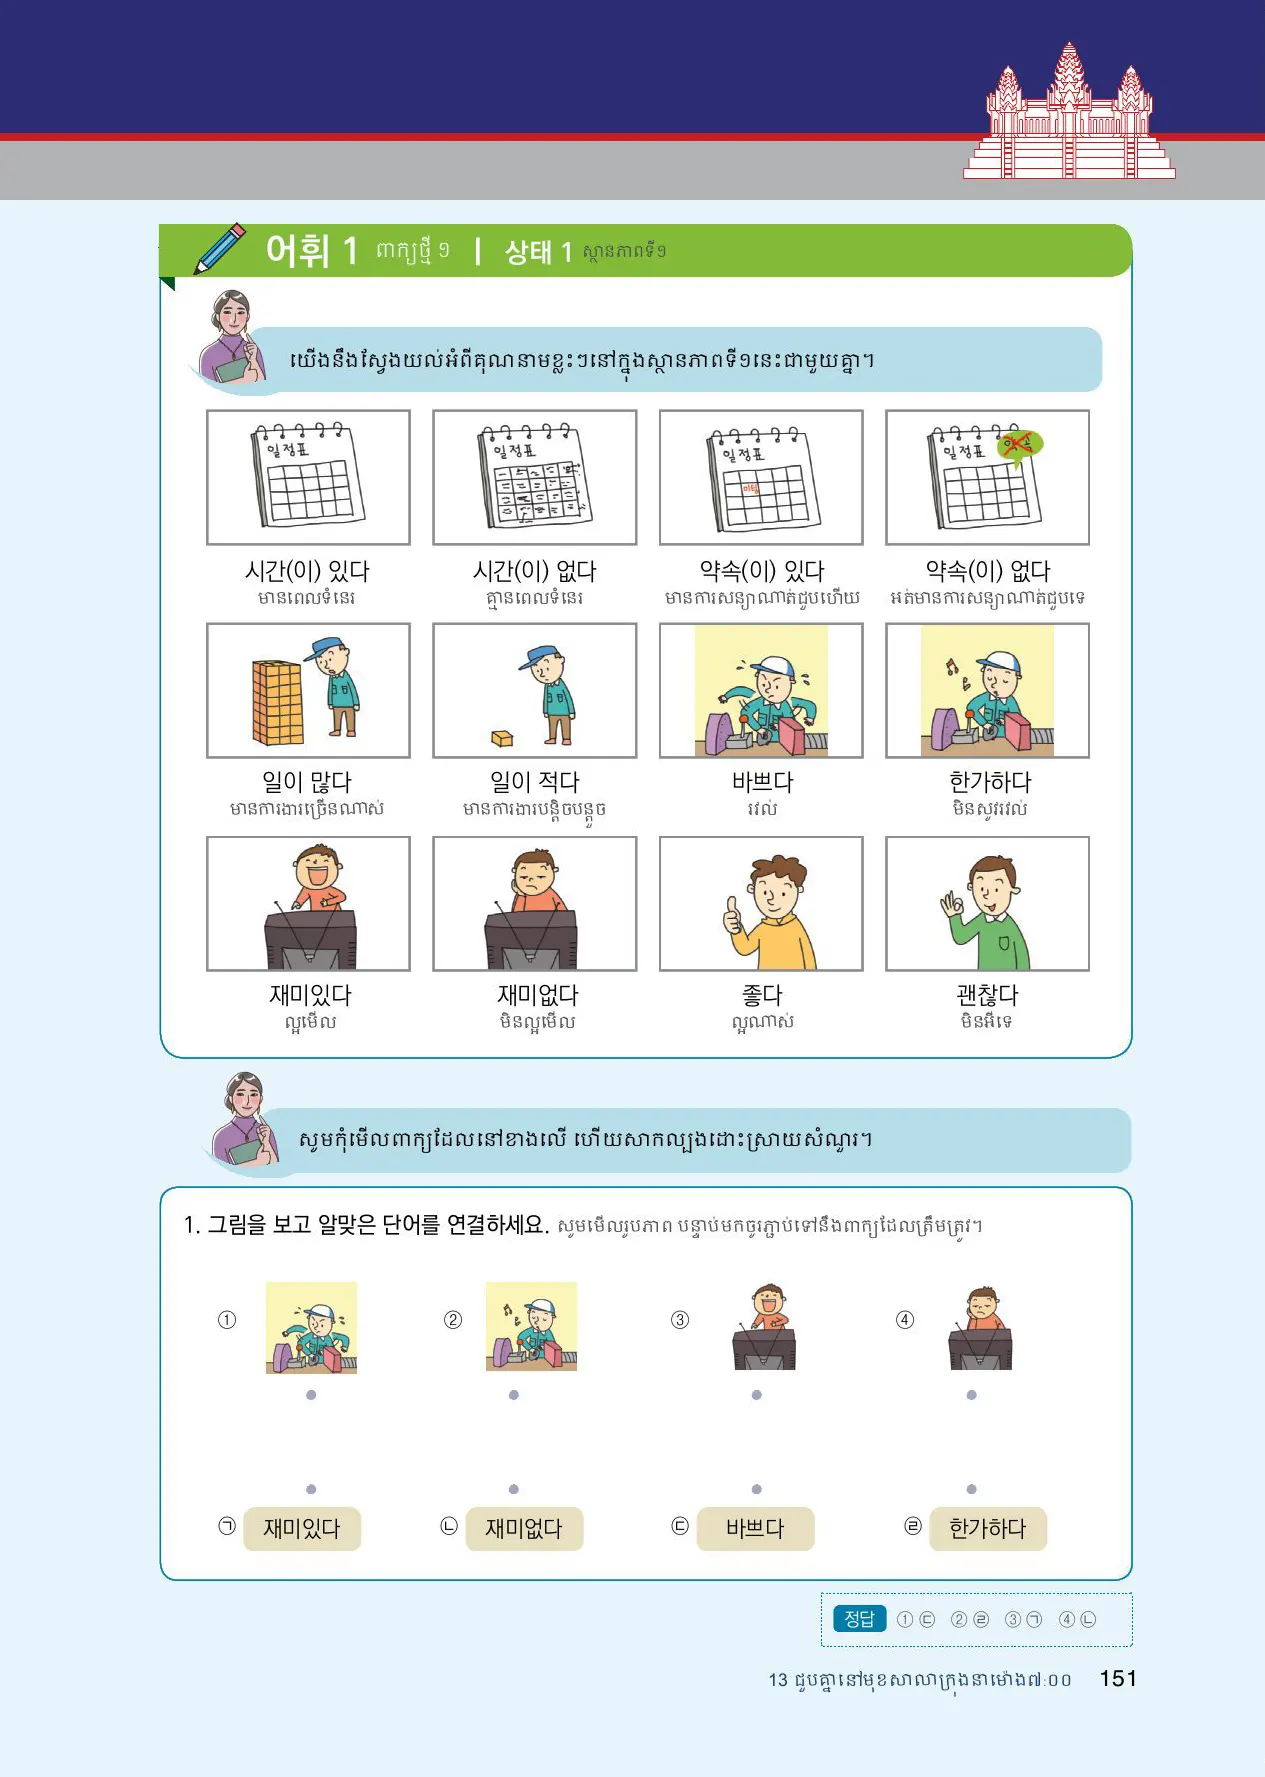 어휘 1 ពាក្យថ្មី ១ | 상태 1 ស្ថានភាពទី១
យើងនឹងស្វែងយល់អំពីគុណនាមខ្លះៗនៅក្នុងស្ថានភាពទី១នេះជាមួយគ្នា។
일정표 일정표 일정표 일정표
미팅
시간(이) 있다 시간(이) 없다 약속(이) 있다 약속(이) 없다
មានពេលទំនេរ គ្មានពេលទំនេរ មានការសន្យាណាត់ជួបហើយ អត់មានការសន្យាណាត់ជួបទេ
일이 많다 일이 적다 바쁘다 한가하다
មានការងារច្រើនណាស់ មានការងារបន្តិចបន្តួច រវល់ មិនសូវរវល់
재미있다 재미없다 좋다 괜찮다
ល្អមើល មិនល្អមើល ល្អណាស់ មិនអីទេ
សូមកុំមើលពាក្យដែលនៅខាងលើ ហើយសាកល្បងដោះស្រាយសំណួរ។
1. 그림을 보고 알맞은 단어를 연결하세요. សូមមើលរូបភាព បន្ទាប់មកចូរភ្ជាប់ទៅនឹងពាក្យដែលត្រឹមត្រូវ។
① ② ③ ④
㉠ 재미있다 ㉡ 재미없다 ㉢ 바쁘다 ㉣ 한가하다
정답 ① ㉢ ② ㉣ ③ ㉠ ④ ㉡
13 ជួបគ្នានៅមុខសាលាក្រុងនាម៉ោង៧:០០ 151